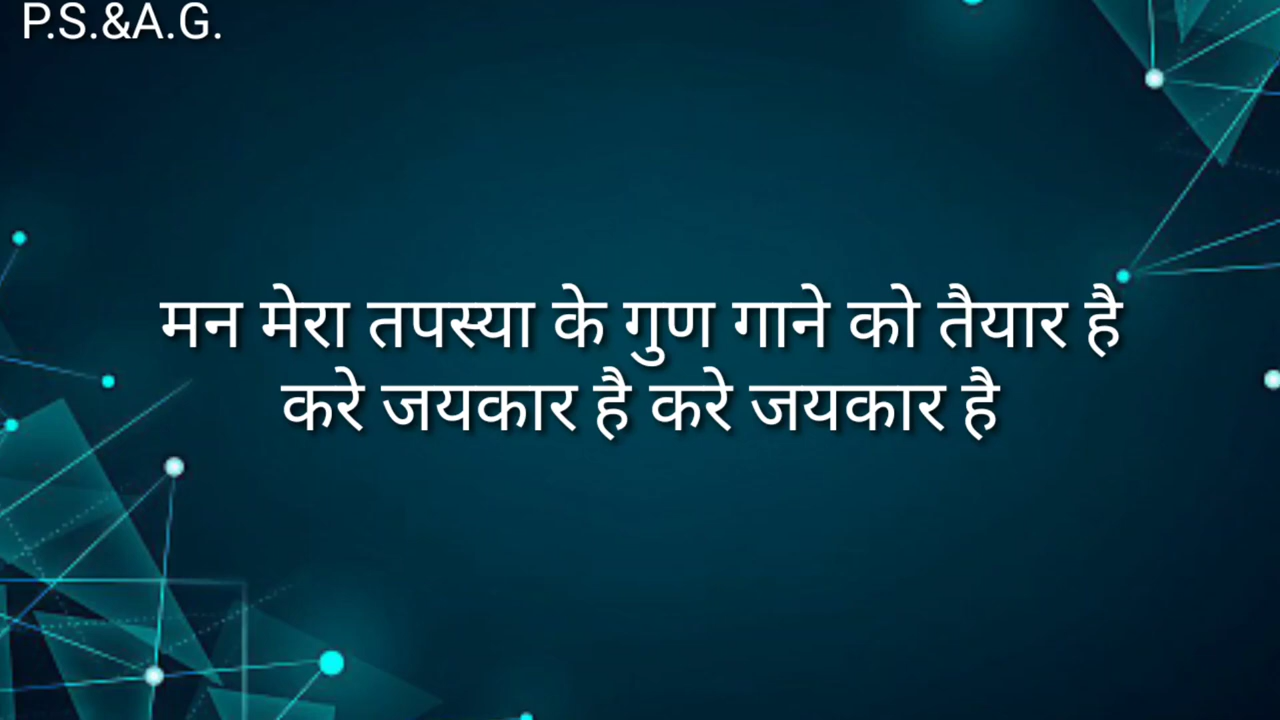 P.S.&A.G.
मन मेरा तपस्या के गुण गाने को तैयार है
करे जयकार है करे जयकार है